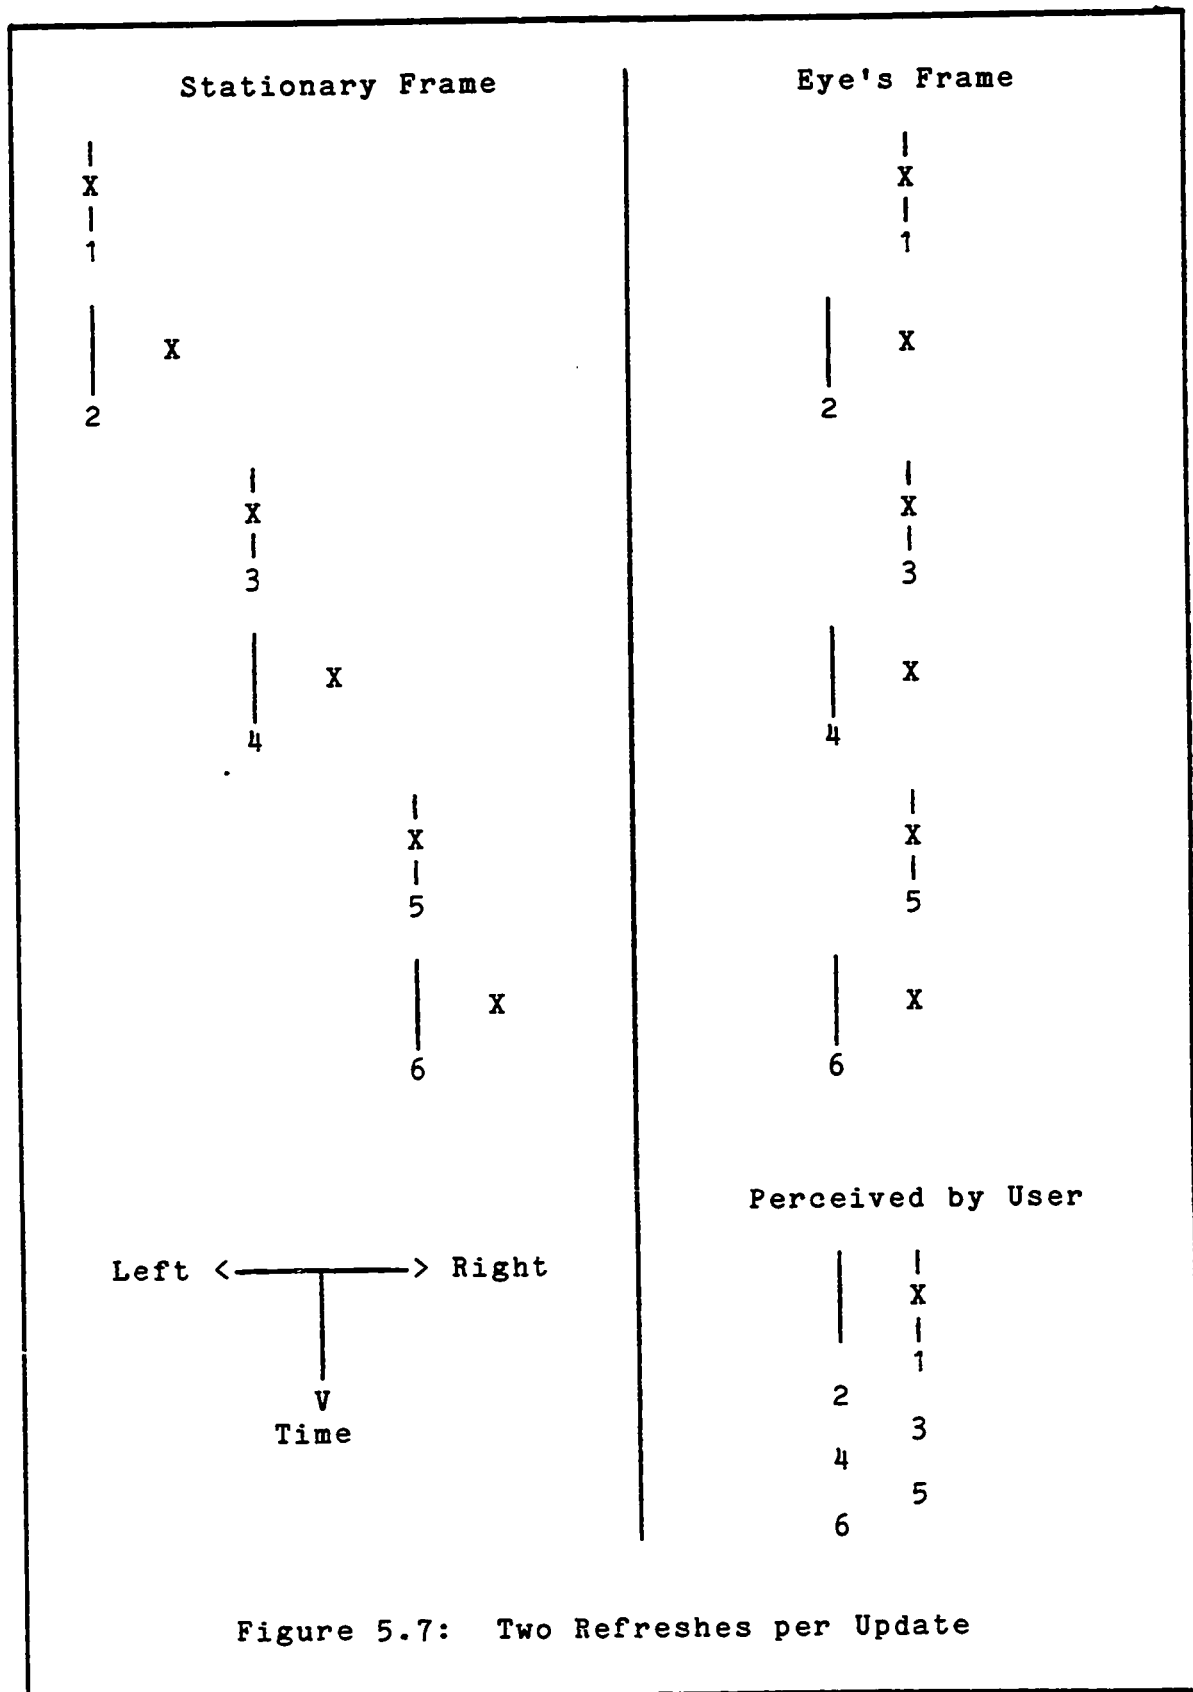 Stationary Frame
X
1
X
2
X
3
X
4
X
5
X
6
Left <—> Right
V
Time
Eye's Frame
X
1
X
2
X
3
X
4
X
5
X
6
Perceived by User
X
1
2
3
4
5
6
Figure 5.7: Two Refreshes per Update